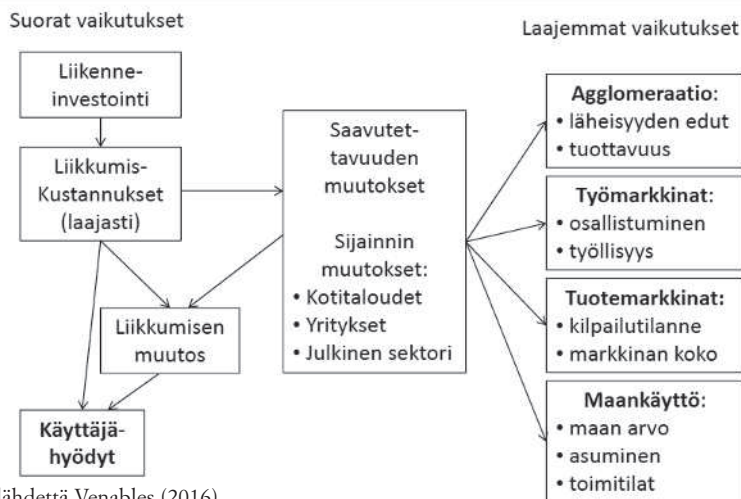 Suorat vaikutukset
Liikenne-
investointi
Liikkumis-
Kustannukset
(laajasti)
Liikkumisen
muutos
Käyttäjä-
hyödyt
Saavutet-
tavuuden
muutokset
Sijainnin
muutokset:
• Kotitaloudet
• Yritykset
• Julkinen sektori
Laajemmat vaikutukset
Agglomeraatio:
• läheisyyden edut
• tuottavuus
Työmarkkinat:
• osallistuminen
• työllisyys
Tuotemarkkinat:
• kilpailutilanne
• markkinan koko
Maankäyttö:
• maan arvo
• asuminen
• toimitilat
lähdettä Venables (2016)